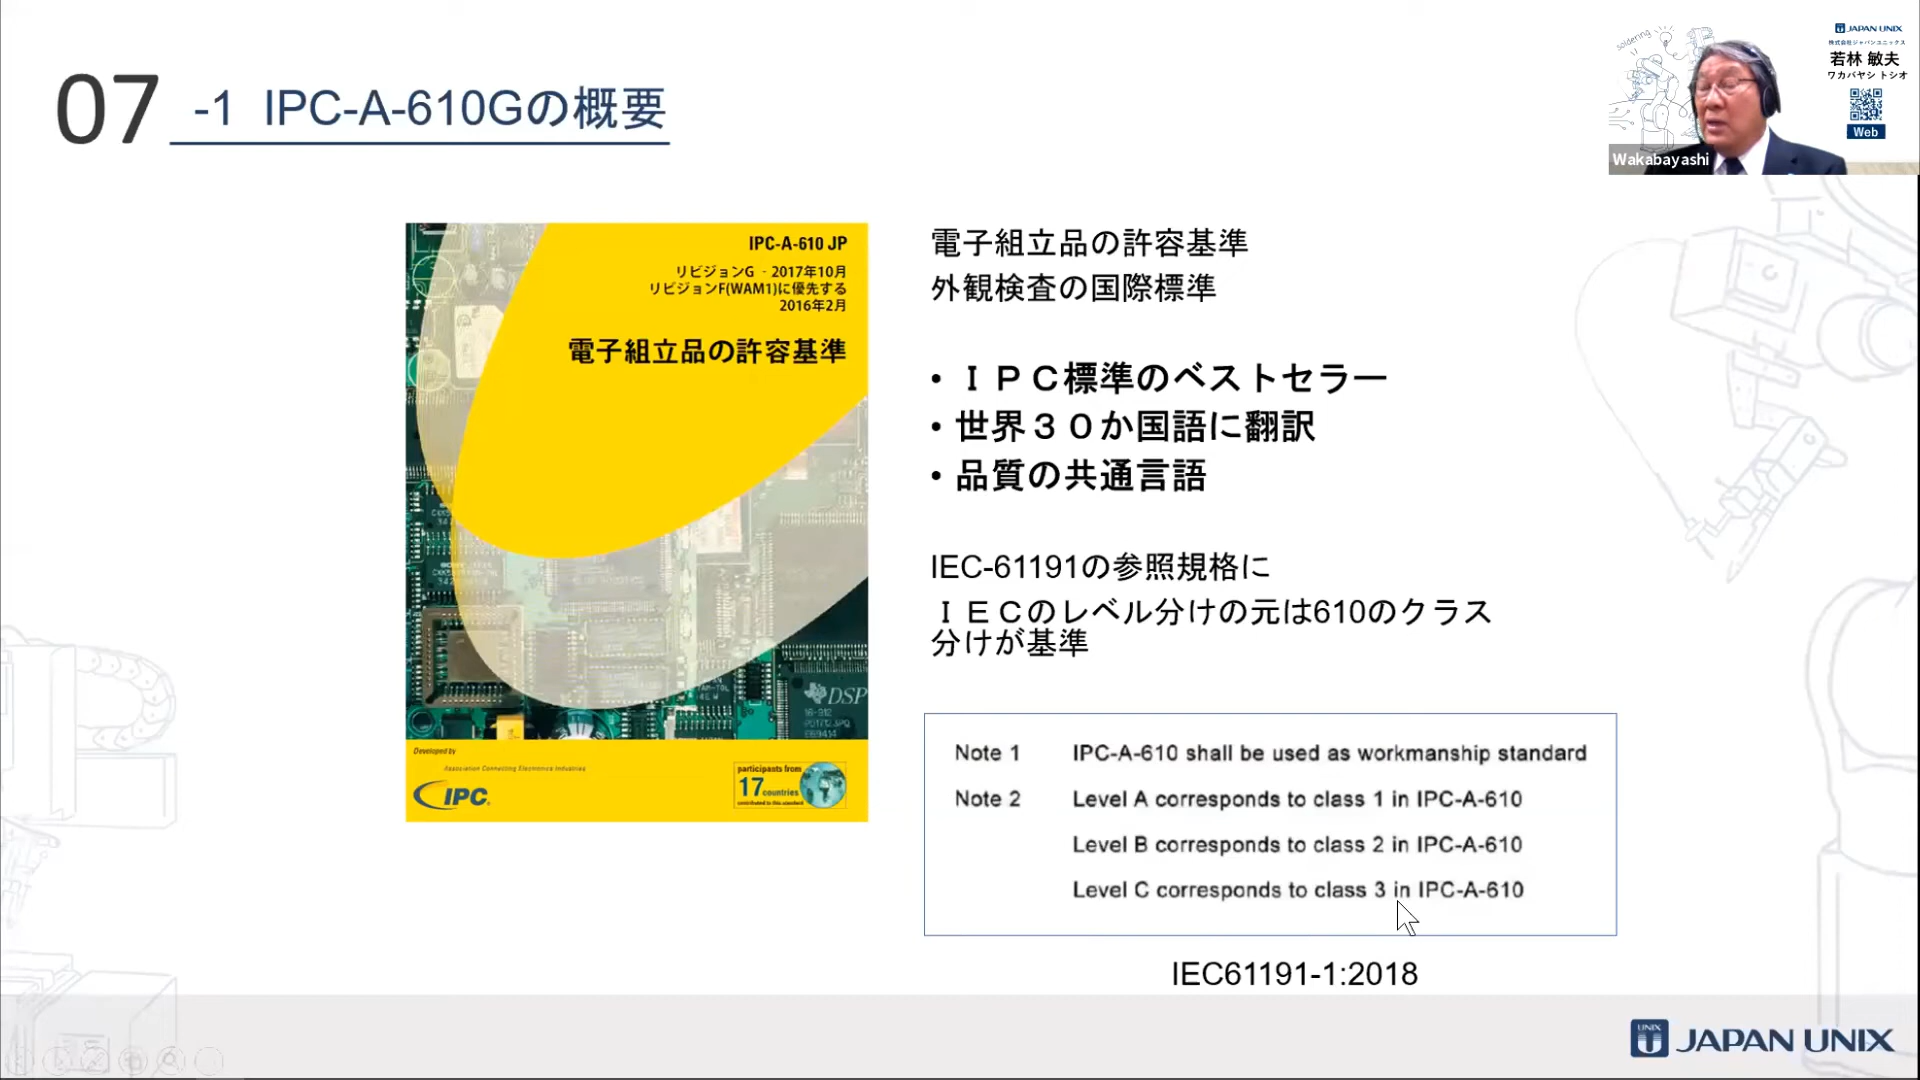 07 -1 IPC-A-610Gの概要
soldering
JAPAN UNIX
株式会社ジャパンユニックス
若林 敏夫
ワカバヤシ トシオ
Web
Wakabayashi
IPC-A-610 JP
リビジョンG - 2017年10月
リビジョンF(WAM1)に優先する
2016年2月
電子組立品の許容基準
DSP
Developed by
Association Connecting Electronics Industries
IPC
participants from
17 countries
contributed to this standard
電子組立品の許容基準
外観検査の国際標準
• ＩＰＣ標準のベストセラー
• 世界３０か国語に翻訳
• 品質の共通言語
IEC-61191の参照規格に
ＩＥＣのレベル分けの元は610のクラス
分けが基準
Note 1 IPC-A-610 shall be used as workmanship standard
Note 2 Level A corresponds to class 1 in IPC-A-610
Level B corresponds to class 2 in IPC-A-610
Level C corresponds to class 3 in IPC-A-610
IEC61191-1:2018
UNIX
JAPAN UNIX